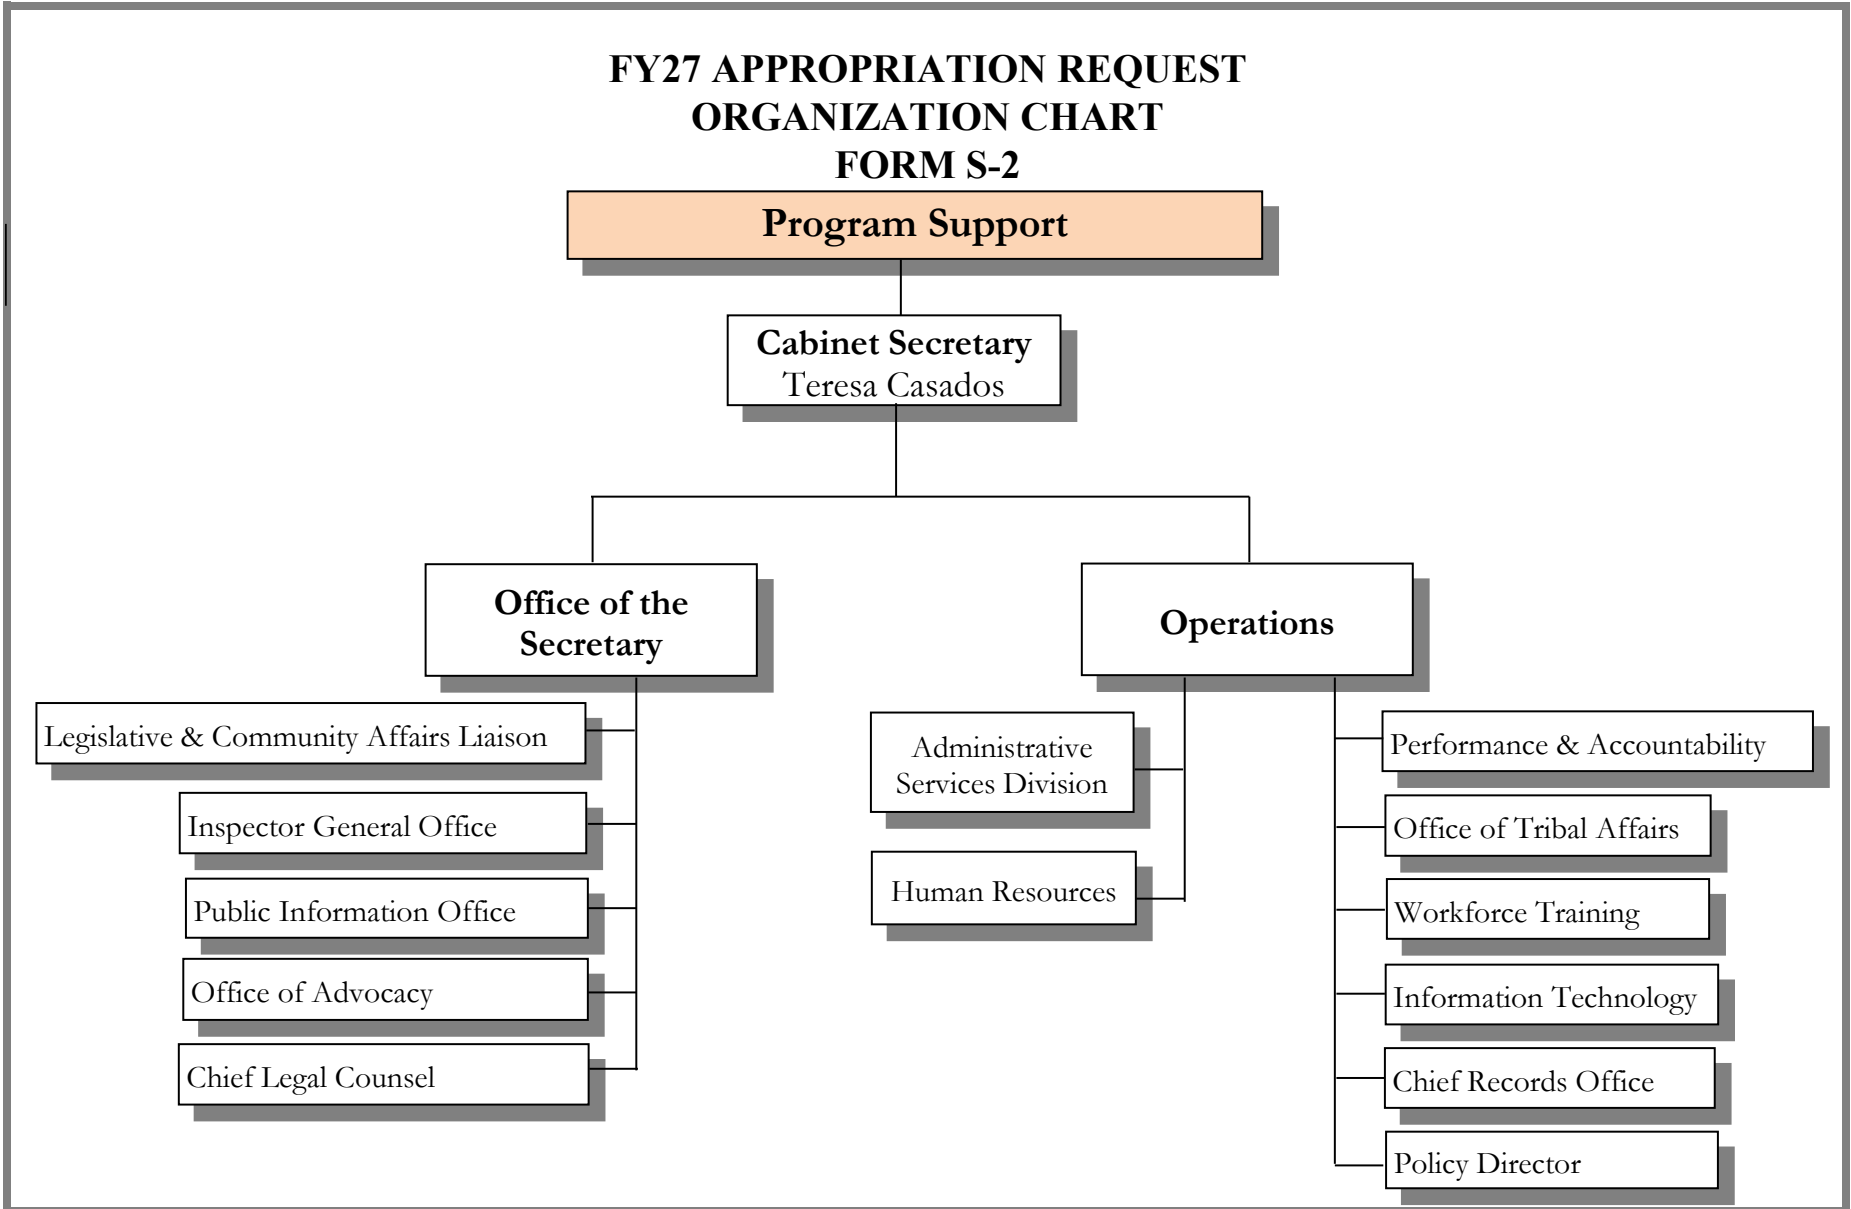 FY27 APPROPRIATION REQUEST
ORGANIZATION CHART
FORM S-2
Program Support
Cabinet Secretary
Teresa Casados
Office of the
Secretary
Legislative & Community Affairs Liaison
Inspector General Office
Public Information Office
Office of Advocacy
Chief Legal Counsel
Operations
Administrative
Services Division
Human Resources
Performance & Accountability
Office of Tribal Affairs
Workforce Training
Information Technology
Chief Records Office
Policy Director